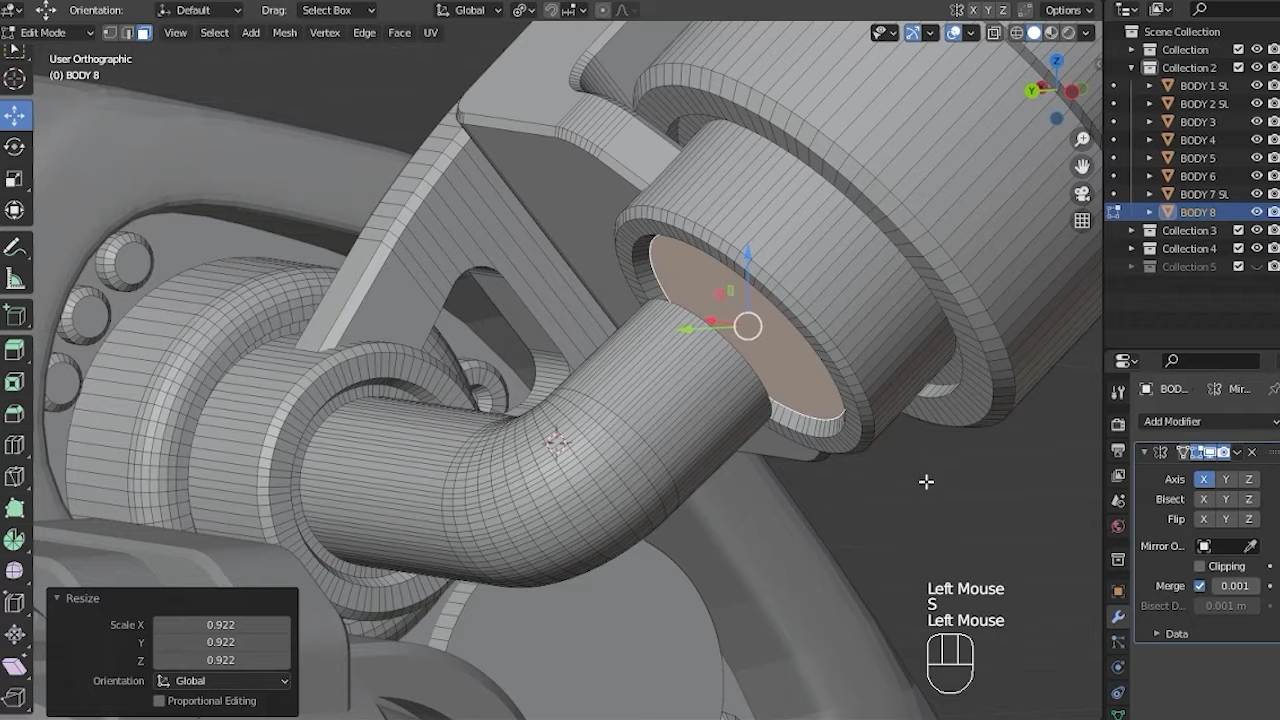 Orientation: Default Drag: Select Box Global X Y Z Options
Edit Mode View Select Add Mesh Vertex Edge Face UV
User Orthographic
(0) BODY 8
Z
Y
Scene Collection
Collection
Collection 2
BODY 1 SL
BODY 2 SL
BODY 3
BODY 4
BODY 5
BODY 6
BODY 7 SL
BODY 8
Collection 3
Collection 4
Collection 5
BOD... Mir...
Add Modifier
Axis X Y Z
Bisect X Y Z
Flip X Y Z
Mirror O...
Clipping
Merge 0.001
Bisect D... 0.001 m
Data
Left Mouse
S
Left Mouse
Resize
Scale X 0.922
Y 0.922
Z 0.922
Orientation Global
Proportional Editing